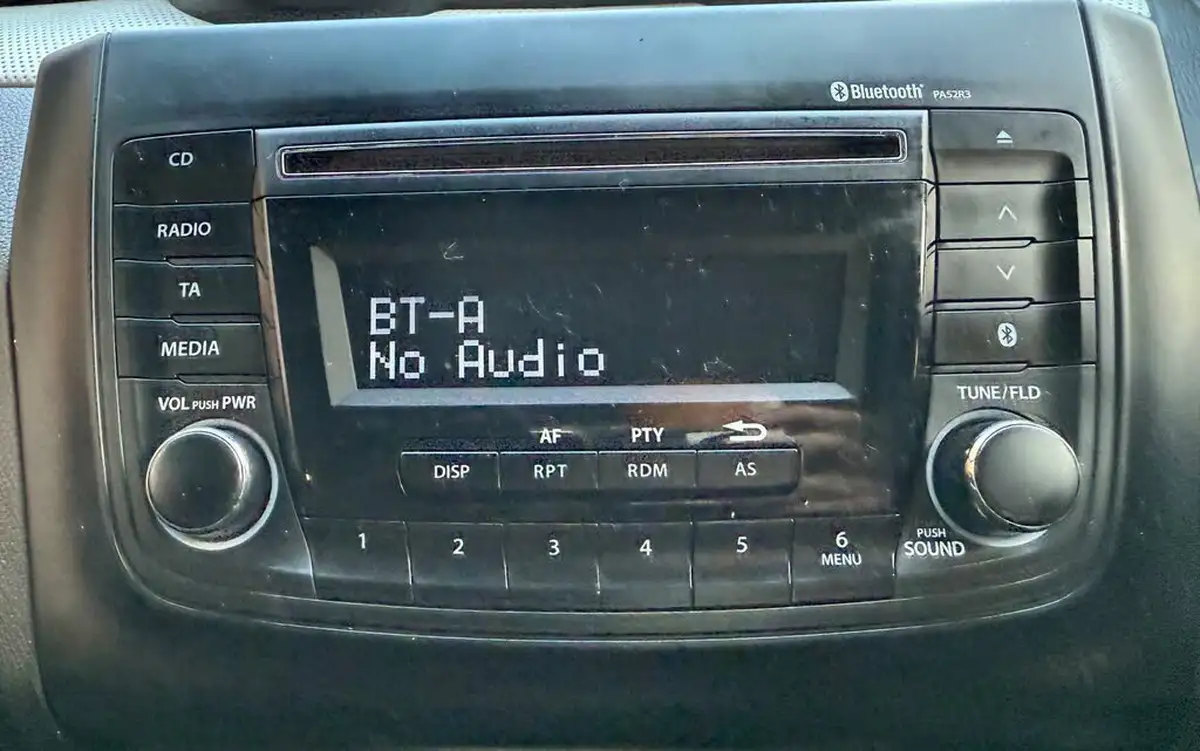 Bluetooth PA52R3
CD
RADIO
TA
MEDIA
VOL PUSH PWR
BT-A
No Audio
TUNE/FLD
AF PTY
DISP RPT RDM AS
1 2 3 4 5 6
MENU
PUSH
SOUND